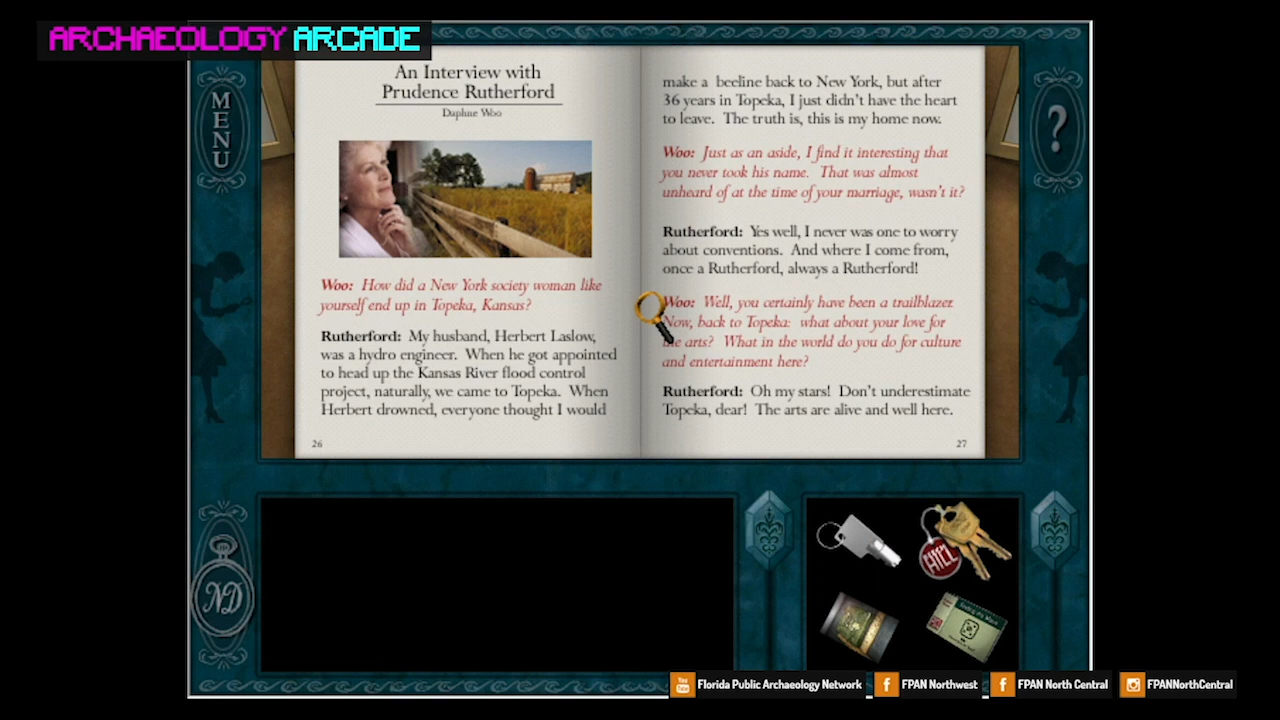 ARCHAEOLOGY ARCADE
MENU
?
An Interview with
Prudence Rutherford
Daphne Woo
Woo: How did a New York society woman like
yourself end up in Topeka, Kansas?
Rutherford: My husband, Herbert Laslow,
was a hydro engineer. When he got appointed
to head up the Kansas River flood control
project, naturally, we came to Topeka. When
Herbert drowned, everyone thought I would
26
make a beeline back to New York, but after
36 years in Topeka, I just didn't have the heart
to leave. The truth is, this is my home now.
Woo: Just as an aside, I find it interesting that
you never took his name. That was almost
unheard of at the time of your marriage, wasn't it?
Rutherford: Yes well, I never was one to worry
about conventions. And where I come from,
once a Rutherford, always a Rutherford!
Woo: Well, you certainly have been a trailblazer.
Now, back to Topeka: what about your love for
the arts? What in the world do you do for culture
and entertainment here?
Rutherford: Oh my stars! Don't underestimate
Topeka, dear! The arts are alive and well here.
27
ND
You Tube Florida Public Archaeology Network f FPAN Northwest f FPAN North Central FPANNorthCentral